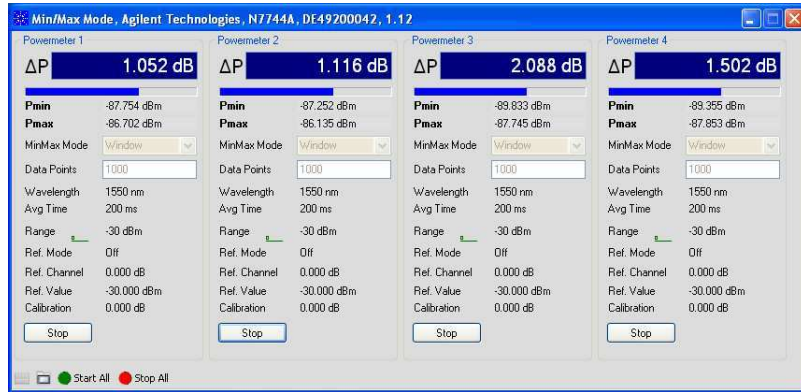 Min/Max Mode, Agilent Technologies, N7744A, DE49200042, 1.12
Powermeter 1
ΔP 1.052 dB
Pmin -87.754 dBm
Pmax -86.702 dBm
MinMax Mode Window
Data Points 1000
Wavelength 1550 nm
Avg Time 200 ms
Range -30 dBm
Ref. Mode Off
Ref. Channel 0.000 dB
Ref. Value -30.000 dBm
Calibration 0.000 dB
Stop
Powermeter 2
ΔP 1.116 dB
Pmin -87.252 dBm
Pmax -86.135 dBm
MinMax Mode Window
Data Points 1000
Wavelength 1550 nm
Avg Time 200 ms
Range -30 dBm
Ref. Mode Off
Ref. Channel 0.000 dB
Ref. Value -30.000 dBm
Calibration 0.000 dB
Stop
Powermeter 3
ΔP 2.088 dB
Pmin -89.833 dBm
Pmax -87.745 dBm
MinMax Mode Window
Data Points 1000
Wavelength 1550 nm
Avg Time 200 ms
Range -30 dBm
Ref. Mode Off
Ref. Channel 0.000 dB
Ref. Value -30.000 dBm
Calibration 0.000 dB
Stop
Powermeter 4
ΔP 1.502 dB
Pmin -89.355 dBm
Pmax -87.853 dBm
MinMax Mode Window
Data Points 1000
Wavelength 1550 nm
Avg Time 200 ms
Range -30 dBm
Ref. Mode Off
Ref. Channel 0.000 dB
Ref. Value -30.000 dBm
Calibration 0.000 dB
Stop
Start All Stop All